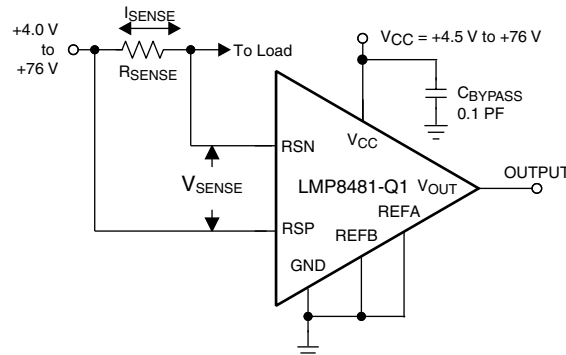 +4.0 V
to
+76 V
ISENSE
RSENSE
To Load
VCC = +4.5 V to +76 V
CBYPASS
0.1 PF
VCC
RSN
VSENSE
LMP8481-Q1
VOUT
OUTPUT
REFA
RSP
REFB
GND